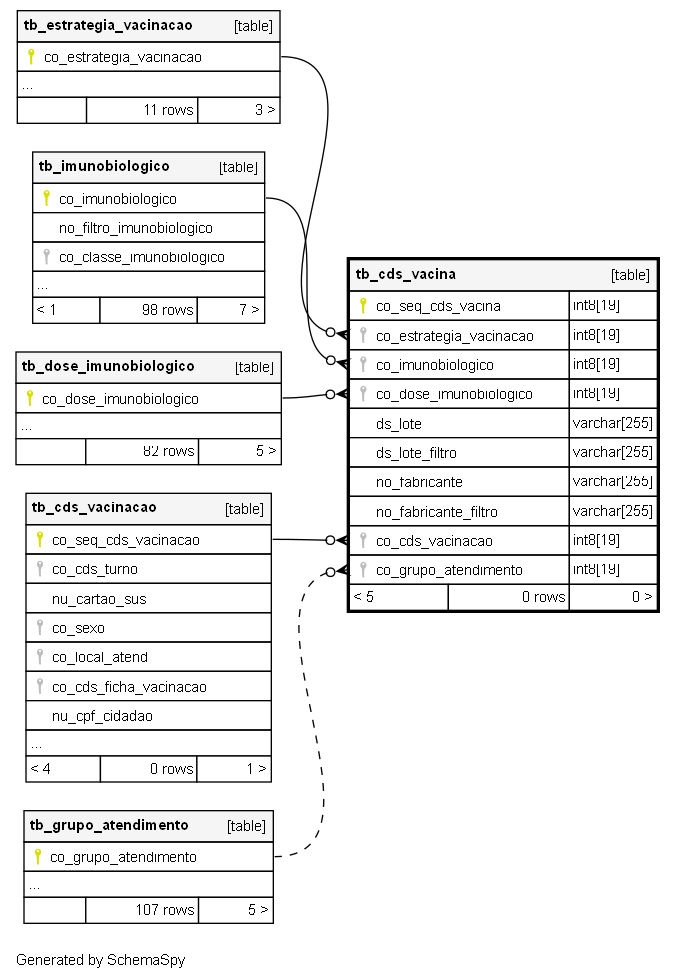 tb_estrategia_vacinacao [table]
co_estrategia_vacinacao
...
11 rows 3 >
tb_imunobiologico [table]
co_imunobiologico
no_filtro_imunobiologico
co_classe_imunobiologico
...
< 1 98 rows 7 >
tb_dose_imunobiologico [table]
co_dose_imunobiologico
...
82 rows 5 >
tb_cds_vacinacao [table]
co_seq_cds_vacinacao
co_cds_turno
nu_cartao_sus
co_sexo
co_local_atend
co_cds_ficha_vacinacao
nu_cpf_cidadao
...
< 4 0 rows 1 >
tb_grupo_atendimento [table]
co_grupo_atendimento
...
107 rows 5 >
tb_cds_vacina [table]
co_seq_cds_vacina int8[19]
co_estrategia_vacinacao int8[19]
co_imunobiologico int8[19]
co_dose_imunobiologico int8[19]
ds_lote varchar[255]
ds_lote_filtro varchar[255]
no_fabricante varchar[255]
no_fabricante_filtro varchar[255]
co_cds_vacinacao int8[19]
co_grupo_atendimento int8[19]
< 5 0 rows 0 >
Generated by SchemaSpy